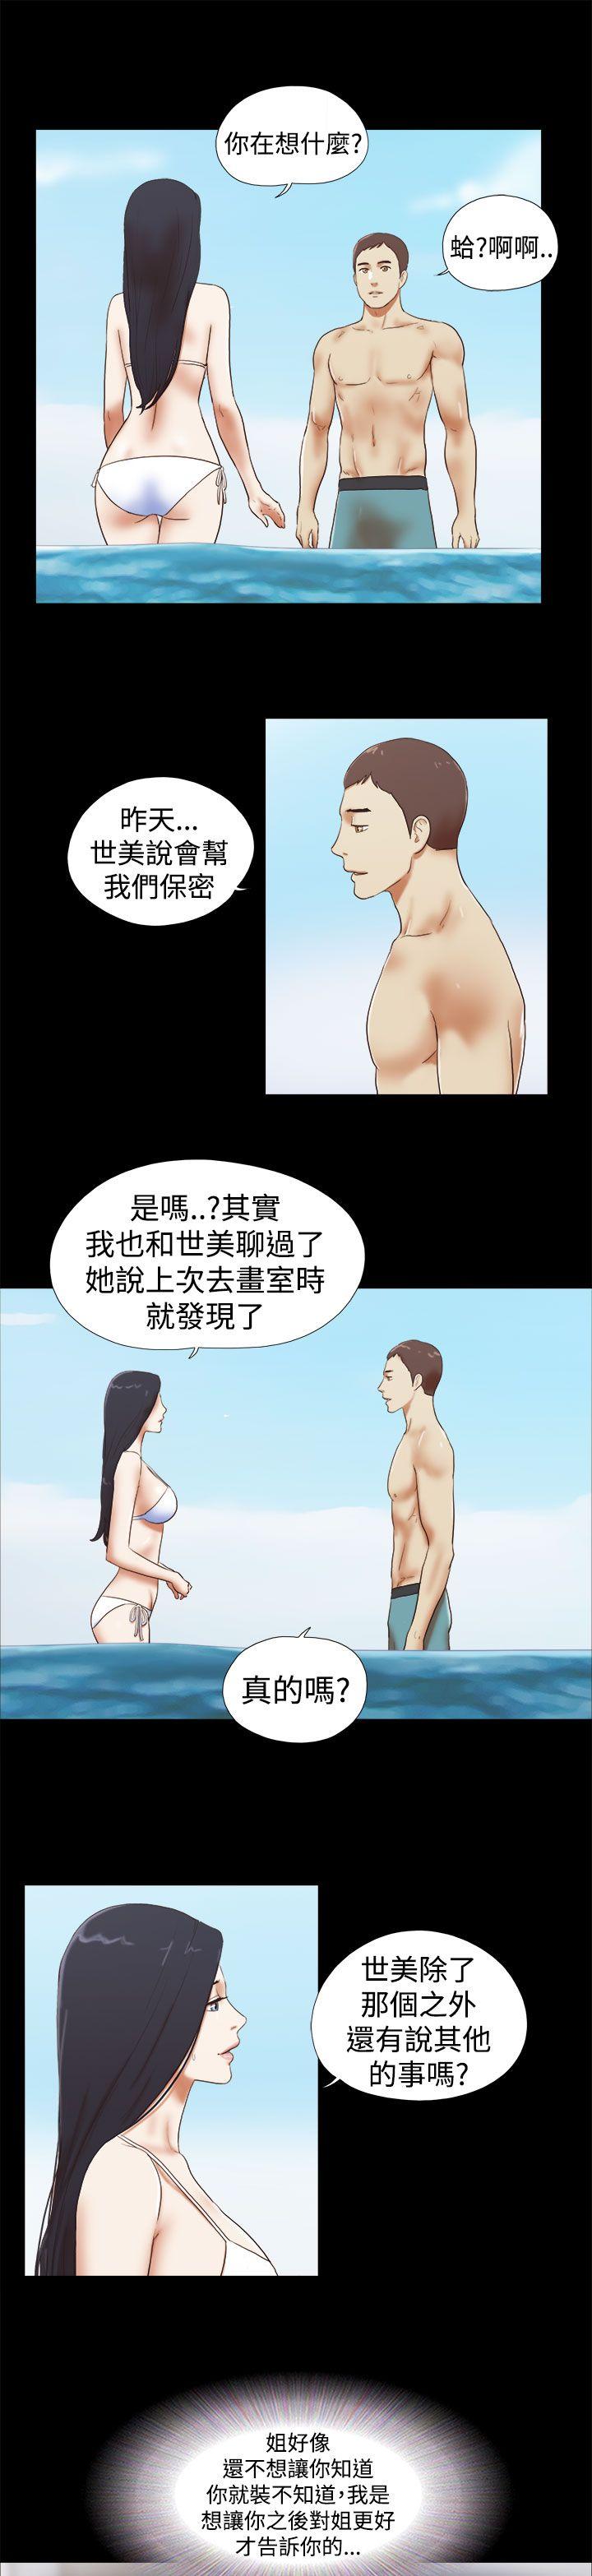 你在想什麼?
蛤?啊啊..
昨天...
世美說會幫
我們保密
是嗎..?其實
我也和世美聊過了
她說上次去畫室時
就發現了
真的嗎?
世美除了
那個之外
還有說其他
的事嗎?
姐好像
還不想讓你知道
你就裝不知道,我是
想讓你之後對姐更好
才告訴你的...